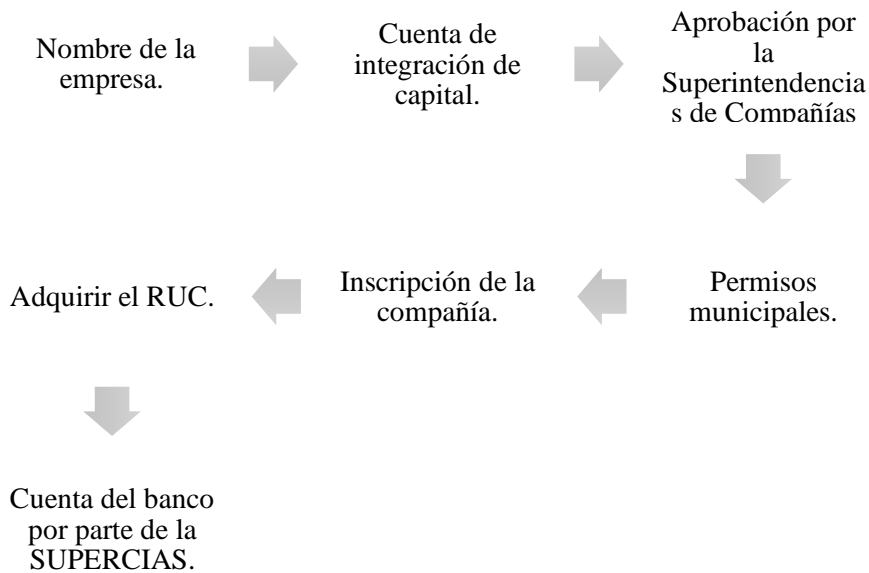 Nombre de la
empresa.
Cuenta de
integración de
capital.
Aprobación por
la
Superintendencia
s de Compañías
Permisos
municipales.
Inscripción de la
compañía.
Adquirir el RUC.
Cuenta del banco
por parte de la
SUPERCIAS.